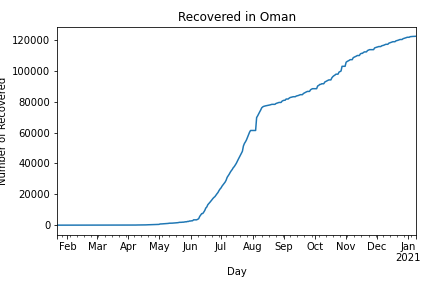 Recovered in Oman
Number of Recovered
120000
100000
80000
60000
40000
20000
0
Feb Mar Apr May Jun Jul Aug Sep Oct Nov Dec Jan
2021
Day